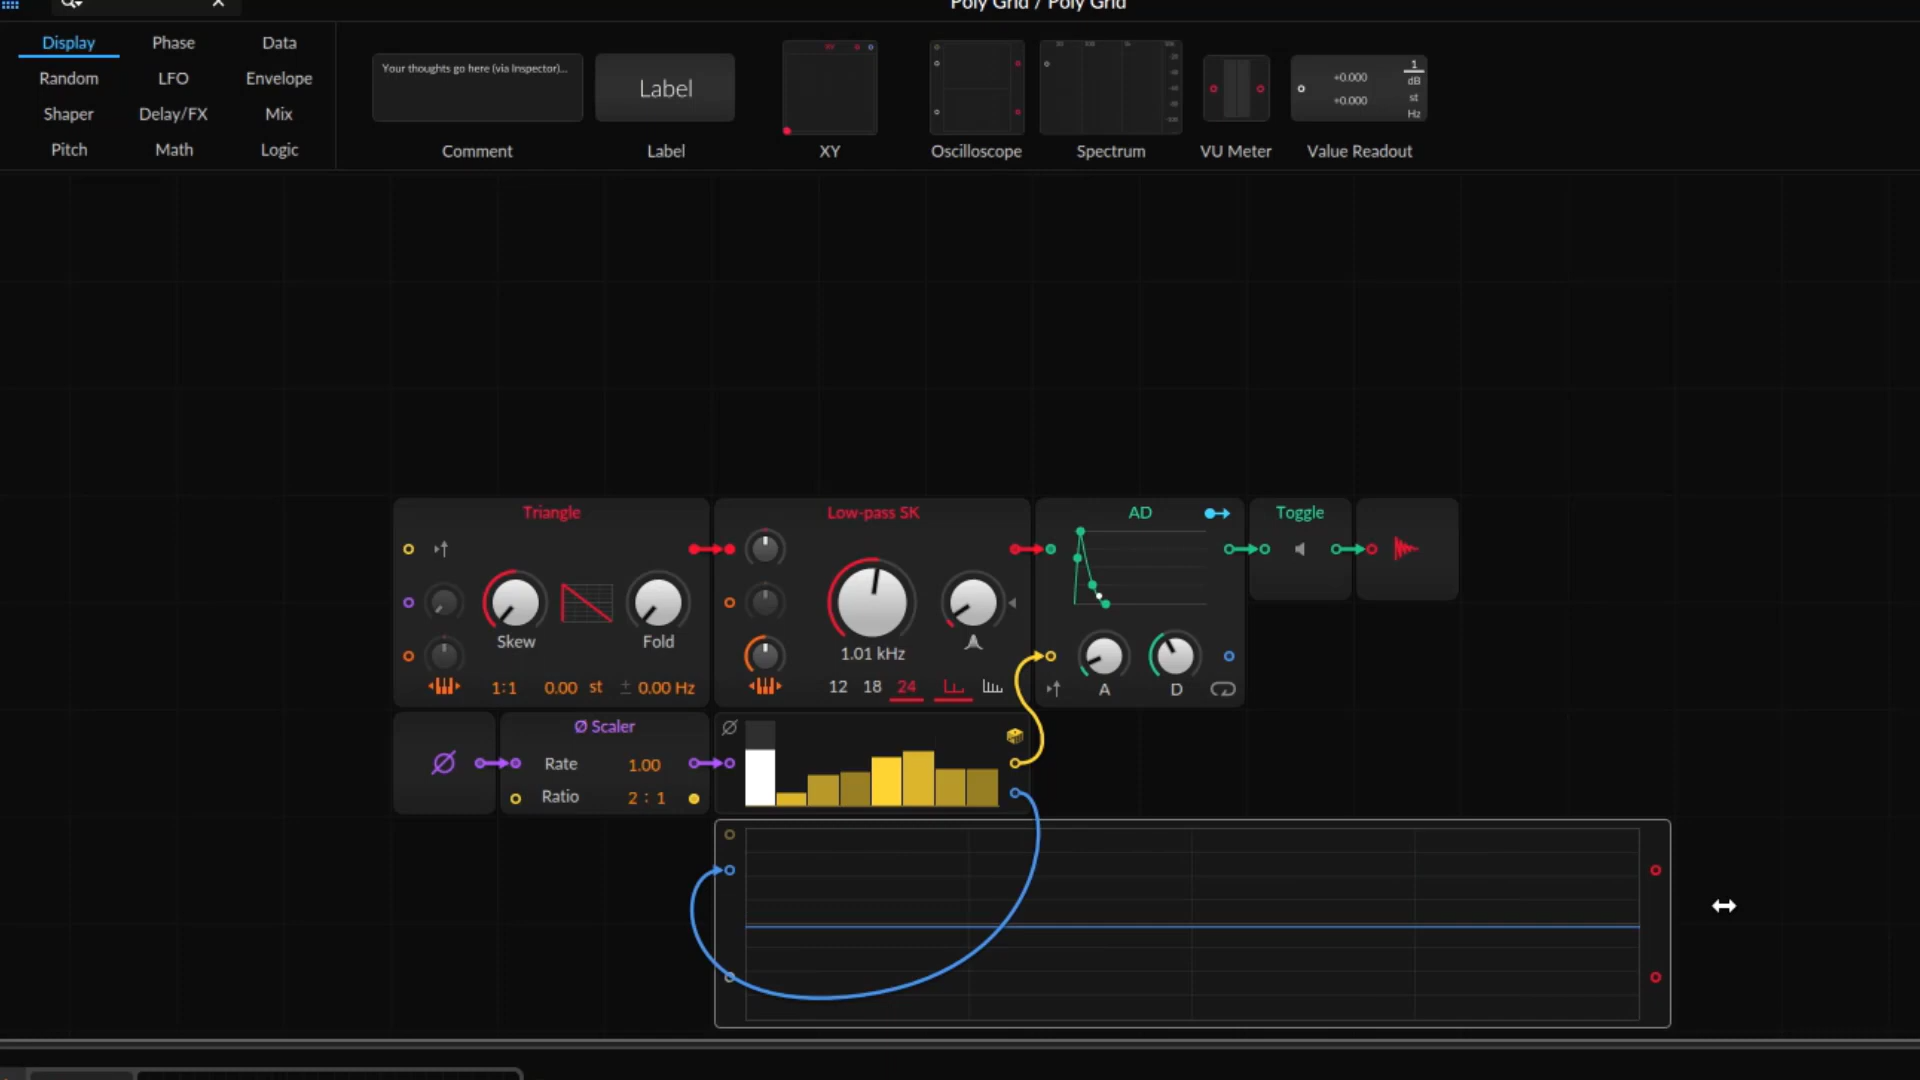 Poly Grid / Poly Grid
Display Phase Data
Random LFO Envelope
Shaper Delay/FX Mix
Pitch Math Logic
Your thoughts go here (via Inspector)...
Label
+0.000
+0.000
1
dB
st
Hz
Comment Label XY Oscilloscope Spectrum VU Meter Value Readout
Triangle Low-pass SK AD Toggle
Skew Fold
1.01 kHz
1:1 0.00 st ± 0.00 Hz 12 18 24 A D
Ø Scaler
Rate 1.00
Ratio 2 : 1